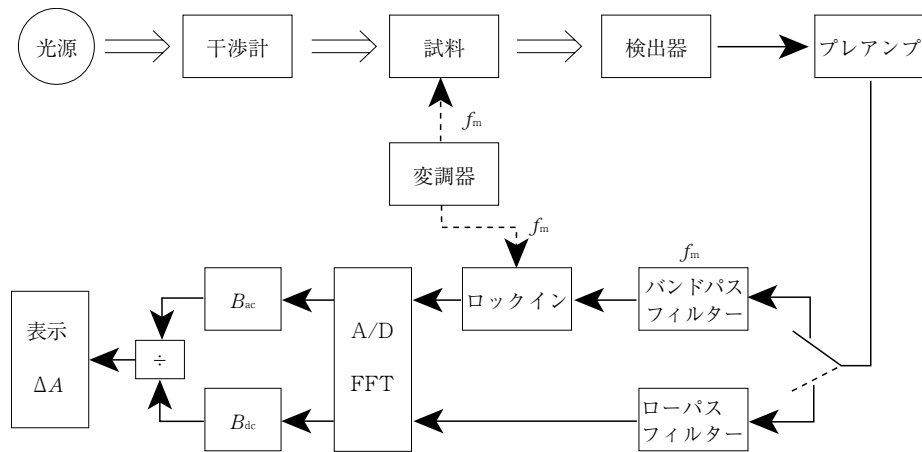 光源
干渉計
試料
検出器
プレアンプ
fm
変調器
fm
fm
Bac
A/D
FFT
ロックイン
バンドパス
フィルター
表示
ΔA
÷
Bdc
ローパス
フィルター